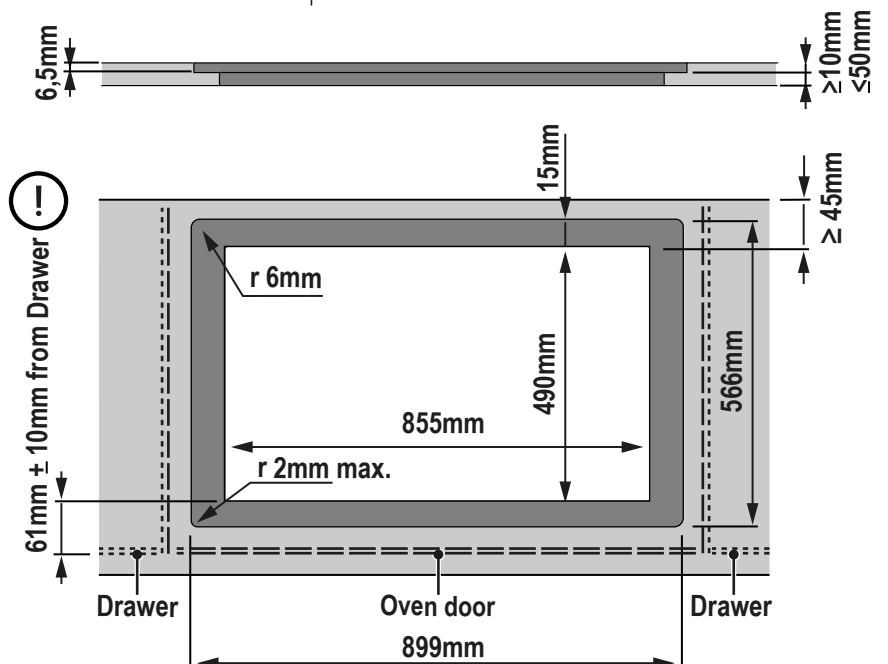 6,5mm
≥10mm
≤50mm
!
61mm ± 10mm from Drawer
15mm
≥ 45mm
r 6mm
490mm
566mm
855mm
r 2mm max.
Drawer
Oven door
Drawer
899mm